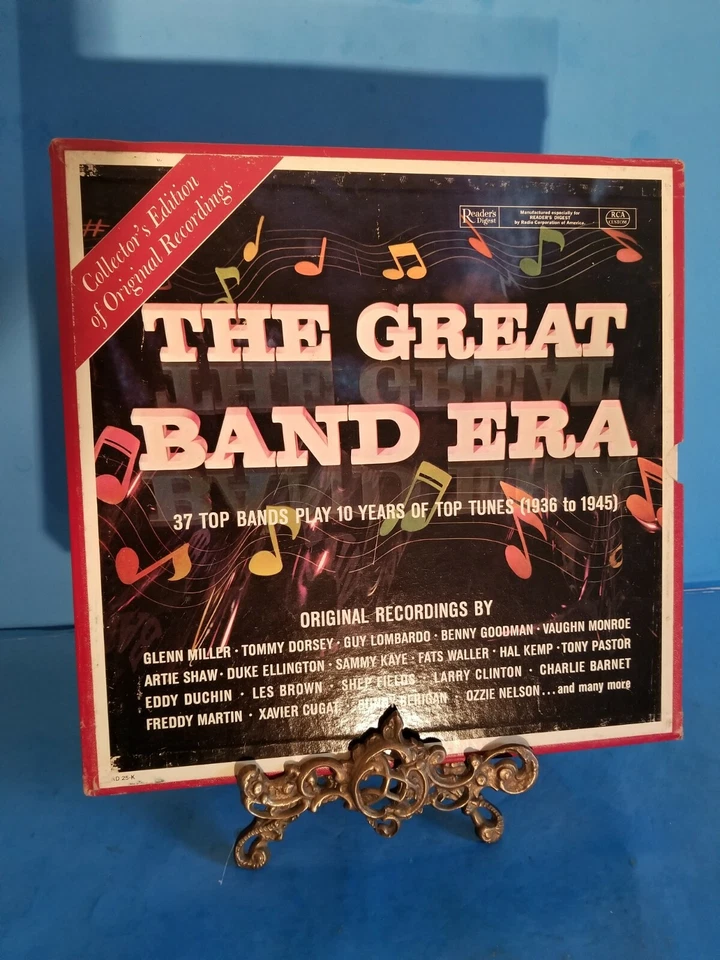 Collector's Edition
of Original Recordings
Reader's
Digest
Manufactured especially for
READER'S DIGEST
by Radio Corporation of America.
RCA
CUSTOM
THE GREAT
BAND ERA
37 TOP BANDS PLAY 10 YEARS OF TOP TUNES (1936 to 1945)
ORIGINAL RECORDINGS BY
GLENN MILLER · TOMMY DORSEY · GUY LOMBARDO · BENNY GOODMAN · VAUGHN MONROE
ARTIE SHAW · DUKE ELLINGTON · SAMMY KAYE · FATS WALLER · HAL KEMP · TONY PASTOR
EDDY DUCHIN · LES BROWN · SHEP FIELDS · LARRY CLINTON · CHARLIE BARNET
FREDDY MARTIN · XAVIER CUGAT · BERIGAN · OZZIE NELSON...and many more
25-K